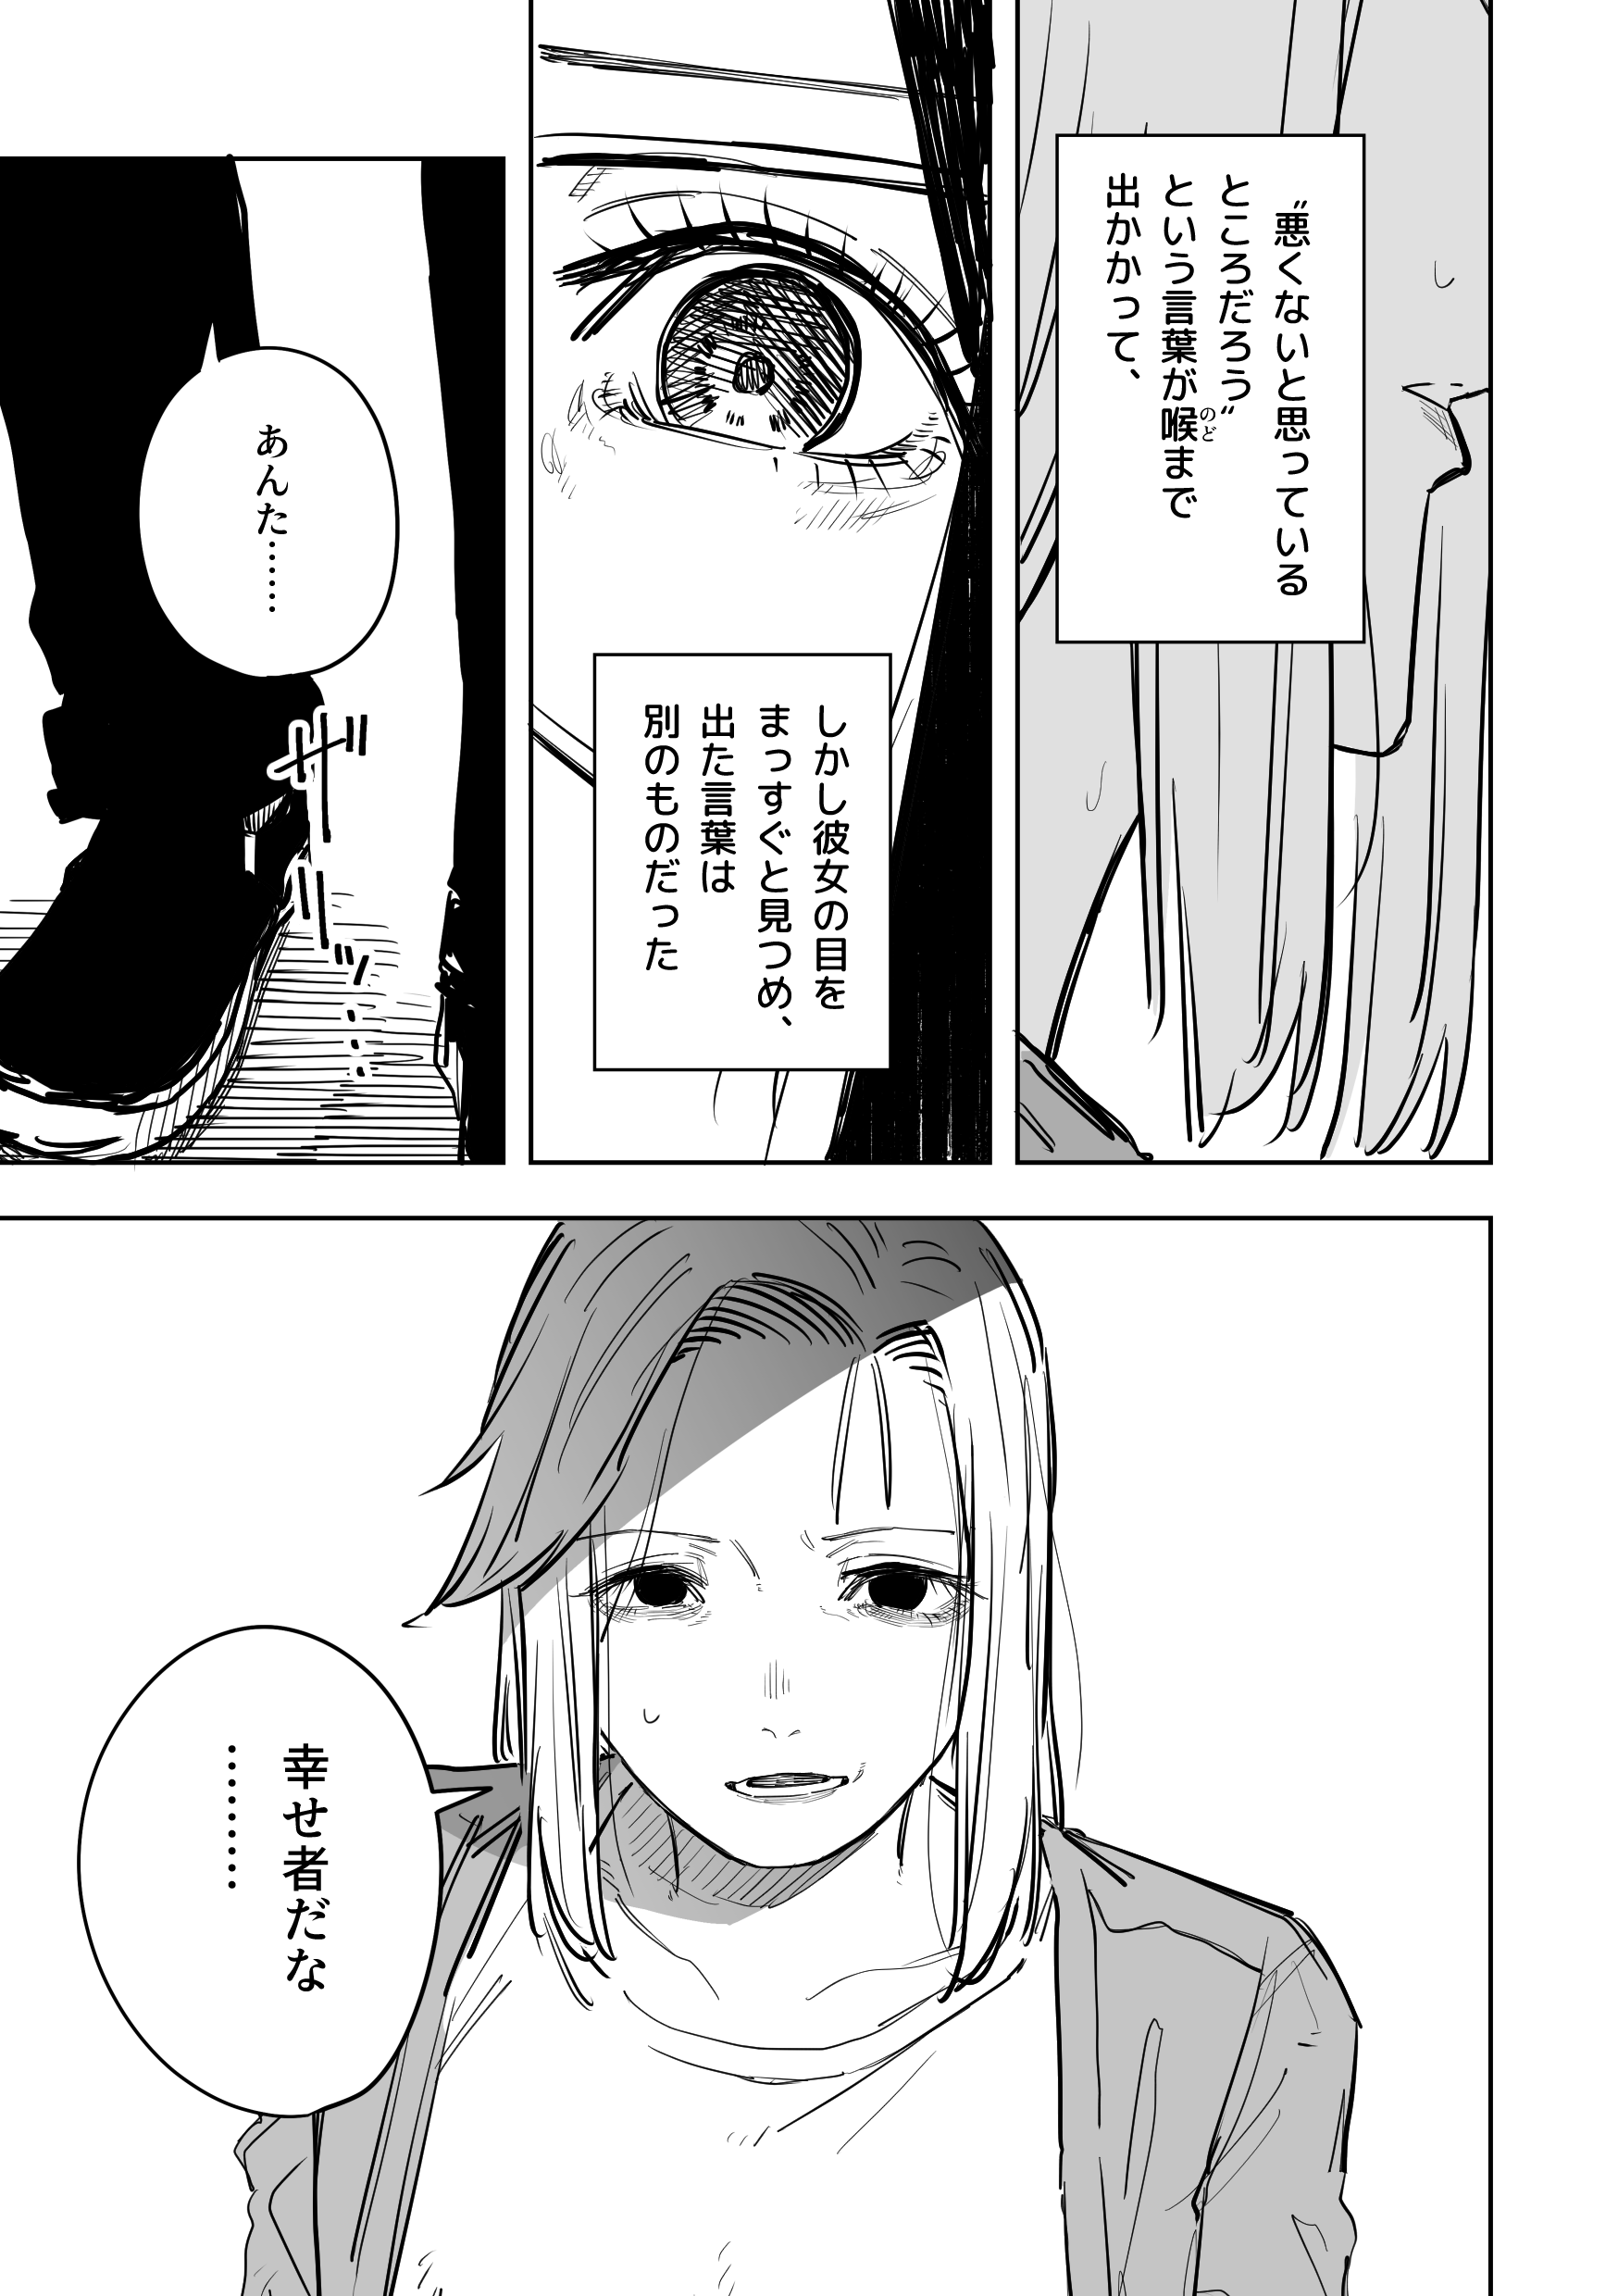 〝悪くないと思っている
ところだろう〟
という言葉が喉まで
のど
出かかって、
しかし彼女の目を
まっすぐと見つめ、
出た言葉は
別のものだった
あんた……
ザリッ…
幸せ者だな
………